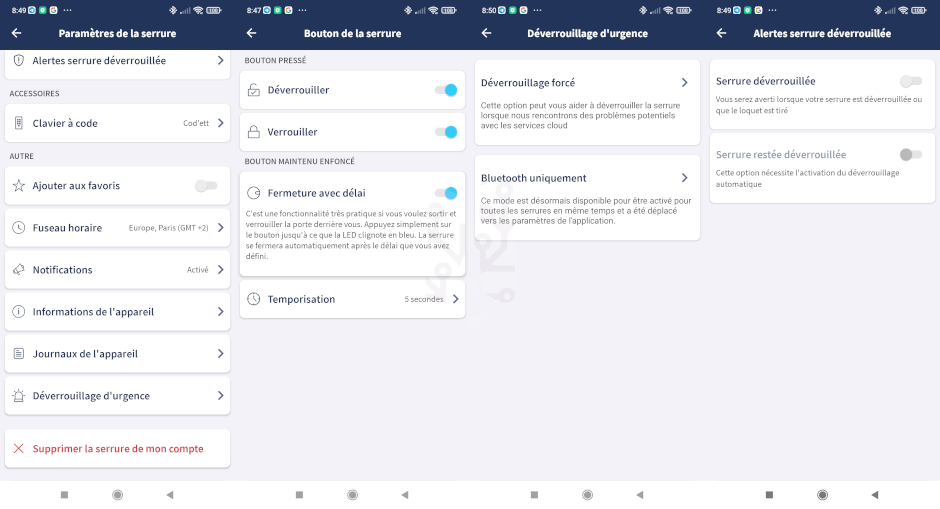 8:49
100
Paramètres de la serrure
Alertes serrure déverrouillée
ACCESSOIRES
Clavier à code
Cod'ett
AUTRE
Ajouter aux favoris
Fuseau horaire
Europe, Paris (GMT +2)
Notifications
Activé
Informations de l'appareil
Journaux de l'appareil
Déverrouillage d'urgence
Supprimer la serrure de mon compte
8:47
100
Bouton de la serrure
BOUTON PRESSÉ
Déverrouiller
Verrouiller
BOUTON MAINTENU ENFONCÉ
Fermeture avec délai
C'est une fonctionnalité très pratique si vous voulez sortir et
verrouiller la porte derrière vous. Appuyez simplement sur
le bouton jusqu'à ce que la LED clignote en bleu. La serrure
se fermera automatiquement après le délai que vous avez
défini.
Temporisation
5 secondes
8:50
100
Déverrouillage d'urgence
Déverrouillage forcé
Cette option peut vous aider à déverrouiller la serrure
lorsque nous rencontrons des problèmes potentiels
avec les services cloud
Bluetooth uniquement
Ce mode est désormais disponible pour être activé pour
toutes les serrures en même temps et a été déplacé
vers les paramètres de l'application.
8:49
100
Alertes serrure déverrouillée
Serrure déverrouillée
Vous serez averti lorsque votre serrure est déverrouillée ou
que le loquet est tiré
Serrure restée déverrouillée
Cette option nécessite l'activation du déverrouillage
automatique